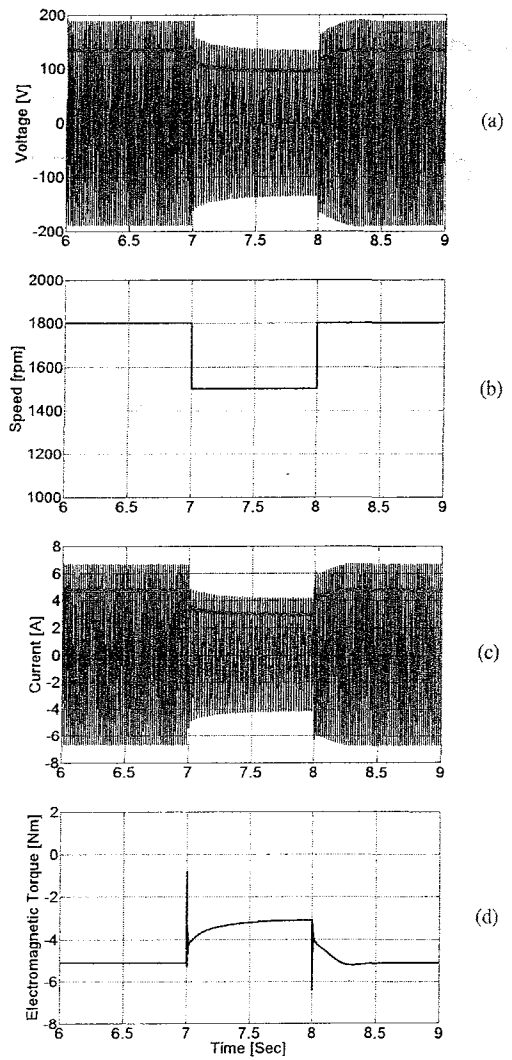 200
100
0
-100
-200
Voltage [V]
6 6.5 7 7.5 8 8.5 9
(a)
2000
1800
1600
1400
1200
1000
Speed [rpm]
6 6.5 7 7.5 8 8.5 9
(b)
8
6
4
2
0
-2
-4
-6
-8
Current [A]
6 6.5 7 7.5 8 8.5 9
(c)
2
0
-2
-4
-6
-8
Electromagnetic Torque [Nm]
6 6.5 7 7.5 8 8.5 9
Time [Sec]
(d)